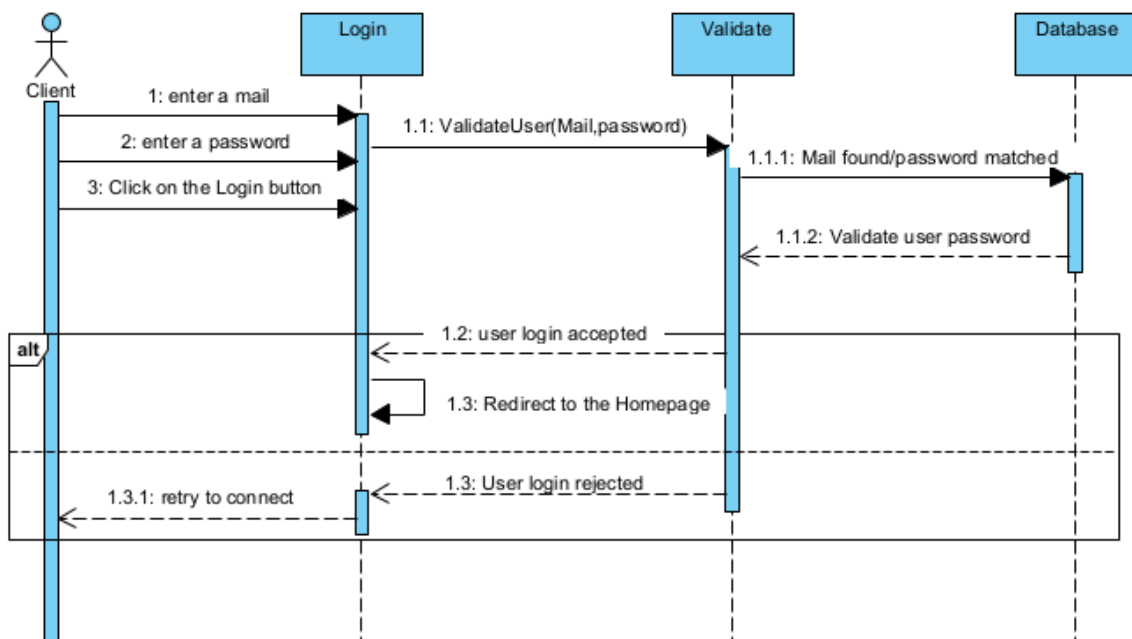 Login
Validate
Database
Client
1: enter a mail
1.1: ValidateUser(Mail,password)
2: enter a password
1.1.1: Mail found/password matched
3: Click on the Login button
1.1.2: Validate user password
1.2: user login accepted
alt
1.3: Redirect to the Homepage
1.3: User login rejected
1.3.1: retry to connect